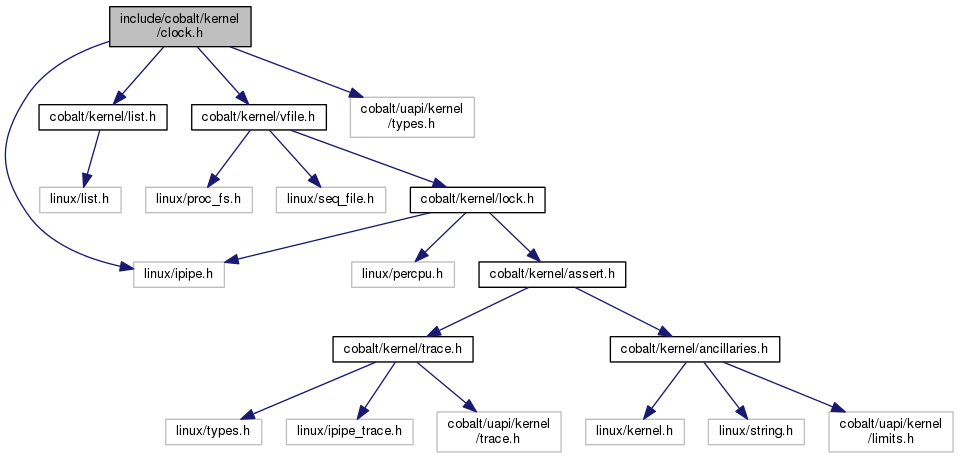 include/cobalt/kernel
/clock.h
cobalt/kernel/list.h
cobalt/kernel/vfile.h
cobalt/uapi/kernel
/types.h
linux/list.h
linux/proc_fs.h
linux/seq_file.h
cobalt/kernel/lock.h
linux/ipipe.h
linux/percpu.h
cobalt/kernel/assert.h
cobalt/kernel/trace.h
cobalt/kernel/ancillaries.h
linux/types.h
linux/ipipe_trace.h
cobalt/uapi/kernel
/trace.h
linux/kernel.h
linux/string.h
cobalt/uapi/kernel
/limits.h